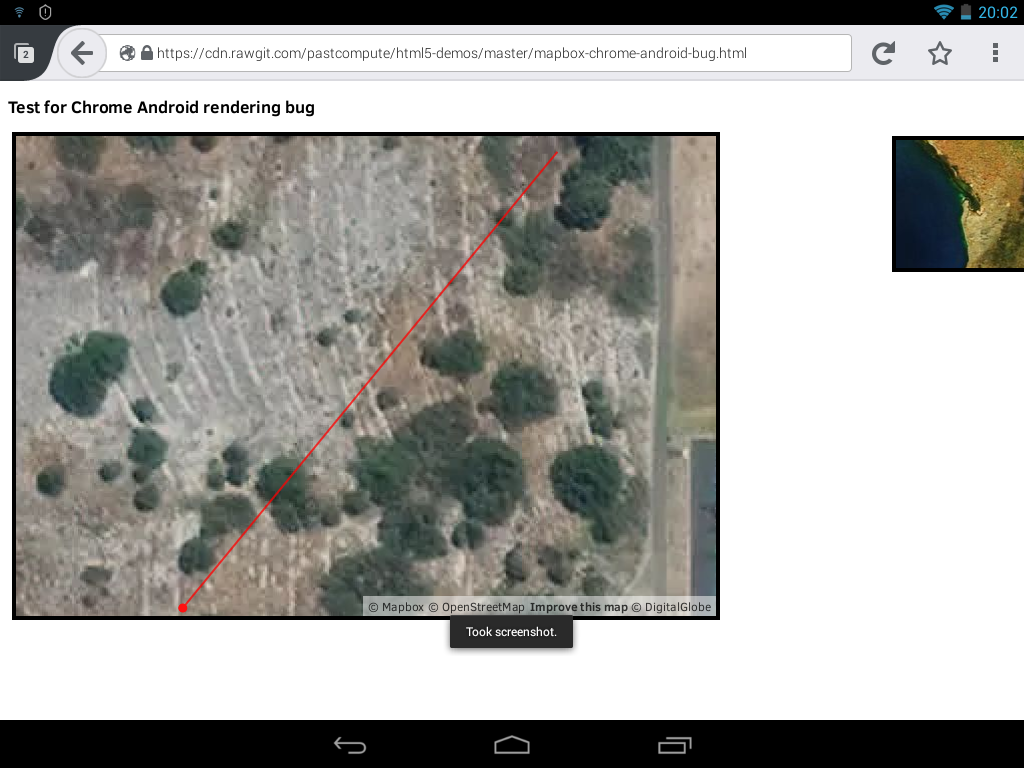 20:02
2
https://cdn.rawgit.com/pastcompute/html5-demos/master/mapbox-chrome-android-bug.html
Test for Chrome Android rendering bug
© Mapbox © OpenStreetMap Improve this map © DigitalGlobe
Took screenshot.